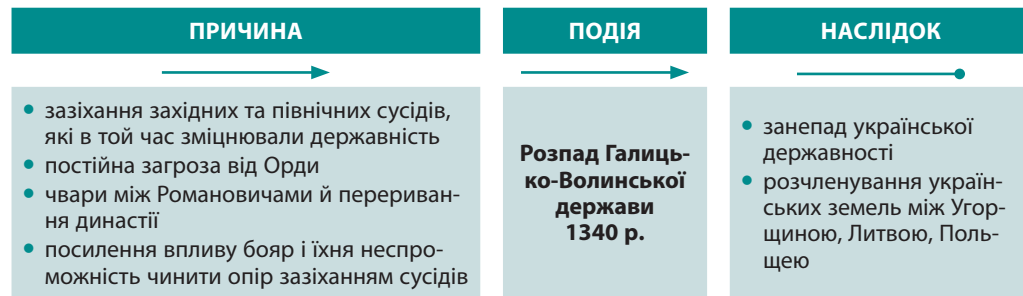 ПРИЧИНА
зазіхання західних та північних сусідів,
які в той час зміцнювали державність
постійна загроза від Орди
чвари між Романовичами й перериван-
ня династії
посилення впливу бояр і їхня неспро-
можність чинити опір зазіханням сусідів
ПОДІЯ
Розпад Галиць-
ко-Волинської
держави
1340 р.
НАСЛІДОК
занепад української
державності
розчленування україн-
ських земель між Угор-
щиною, Литвою, Поль-
щею